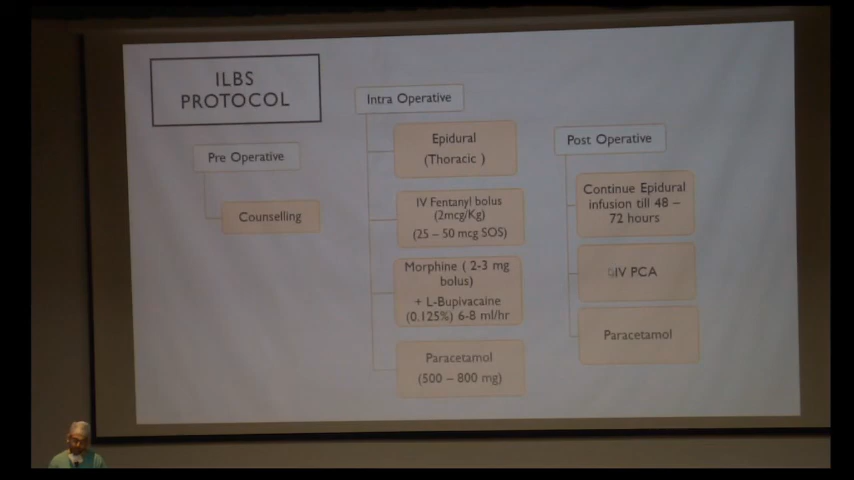 ILBS
PROTOCOL
Pre Operative
Counselling
Intra Operative
Epidural
(Thoracic )
IV Fentanyl bolus
(2mcg/Kg)
(25 – 50 mcg SOS)
Morphine ( 2-3 mg
bolus)
+ L-Bupivacaine
(0.125%) 6-8 ml/hr
Paracetamol
(500 – 800 mg)
Post Operative
Continue Epidural
infusion till 48 –
72 hours
IV PCA
Paracetamol